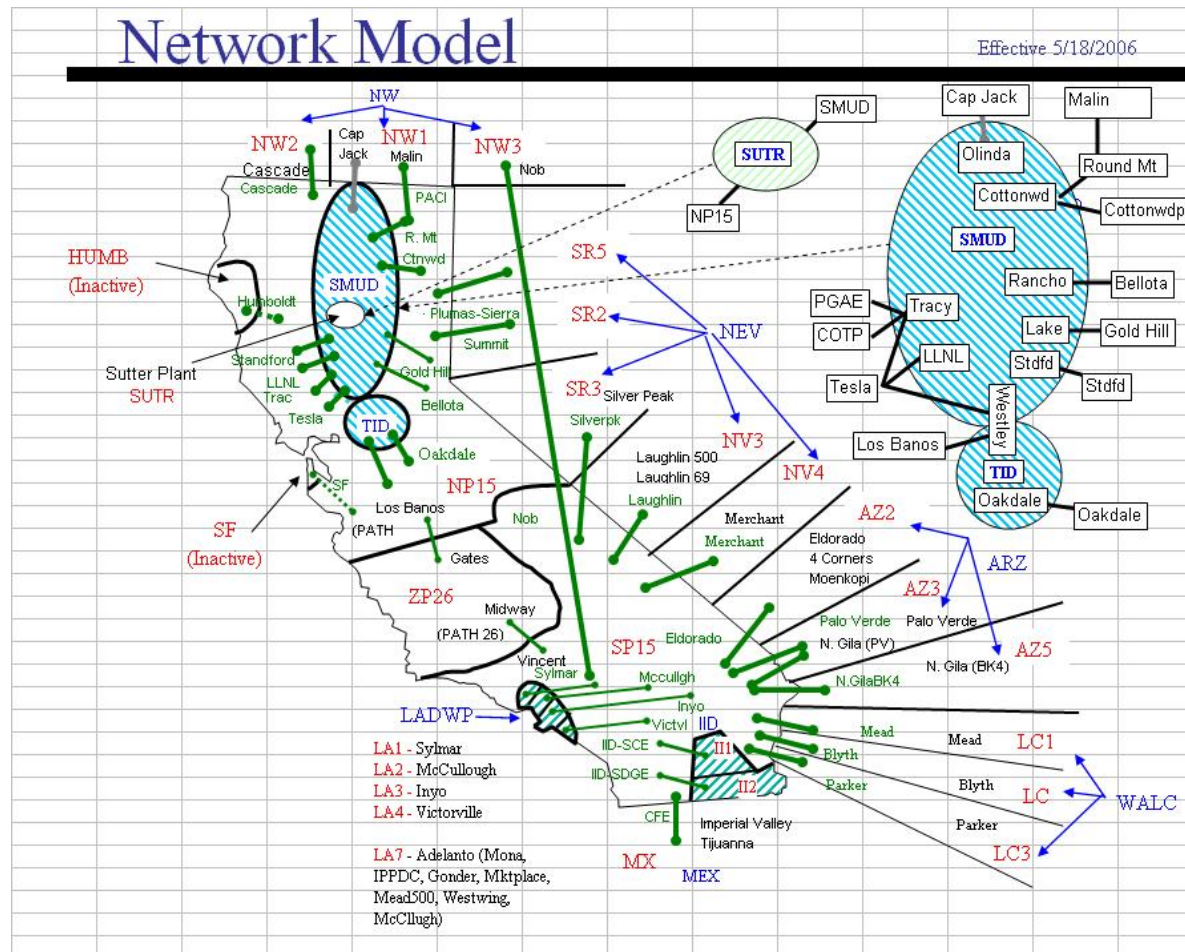 Network Model
Effective 5/18/2006
NW
NW2
Cap
Jack
NW1
Malin
NW3
Nob
Cascade
Cascade
PACI
R. Mt
Ctnwd
HUMB
(Inactive)
Humboldt
SMUD
Plumas-Sierra
Summit
Sutter Plant
SUTR
Standford
LLNL
Trac
Tesla
Gold Hill
Bellota
TID
Oakdale
SMUD
SUTR
NP15
SR5
SR2
NEV
SR3
Silver Peak
Silverpk
NV3
NV4
Cap Jack
Malin
Olinda
Round Mt
Cottonwd
Cottonwdp
SMUD
Rancho
Bellota
PGAE
Tracy
COTP
Lake
Gold Hill
LLNL
Stdfd
Stdfd
Tesla
Westley
Los Banos
TID
Oakdale
Oakdale
SF
SF
(Inactive)
NP15
Los Banos
(PATH
Nob
Gates
ZP26
Midway
(PATH 26)
Vincent
Laughlin 500
Laughlin 69
Laughlin
Merchant
Merchant
AZ2
Eldorado
4 Corners
Moenkopi
ARZ
AZ3
Palo Verde
Palo Verde
N. Gila (PV)
AZ5
N. Gila (BK4)
N.GilaBK4
SP15
Eldorado
Sylmar
Mccullgh
Inyo
Victvl
LADWP
IID
IID-SCE
II1
IID-SDGE
II2
CFE
Imperial Valley
Tijuanna
MX
MEX
Mead
Mead
LC1
Blyth
Blyth
LC
WALC
Parker
Parker
LC3
LA1 - Sylmar
LA2 - McCullough
LA3 - Inyo
LA4 - Victorville
LA7 - Adelanto (Mona,
IPPDC, Gonder, Mktplace,
Mead500, Westwing,
McCllugh)